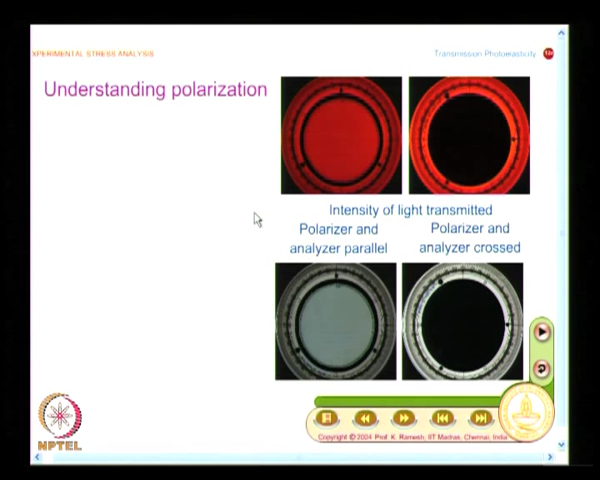 XPERIMENTAL STRESS ANALYSIS
Transmission Photoelasticity
Understanding polarization
Intensity of light transmitted
Polarizer and
analyzer parallel
Polarizer and
analyzer crossed
NPTEL
Copyright © 2004 Prof. K. Ramesh, IIT Madras, Chennai, India